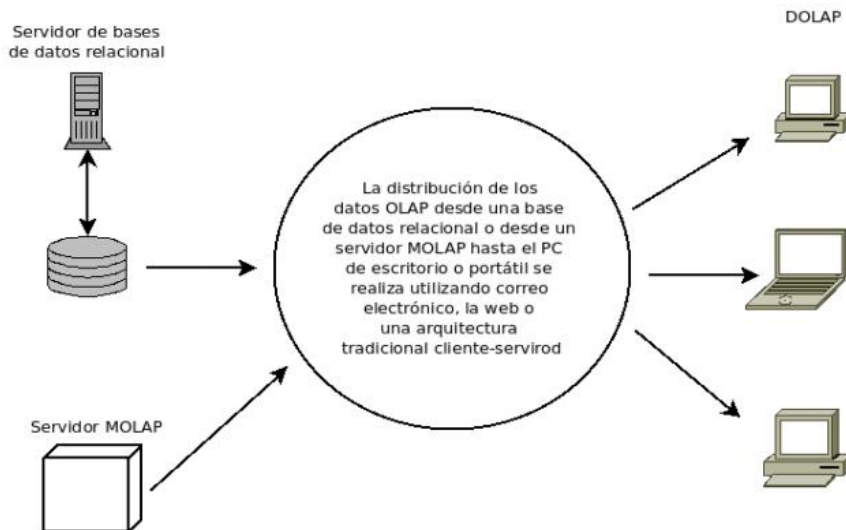 Servidor de bases
de datos relacional
DOLAP
La distribución de los
datos OLAP desde una base
de datos relacional o desde un
servidor MOLAP hasta el PC
de escritorio o portátil se
realiza utilizando correo
electrónico, la web o
una arquitectura
tradicional cliente-servirod
Servidor MOLAP